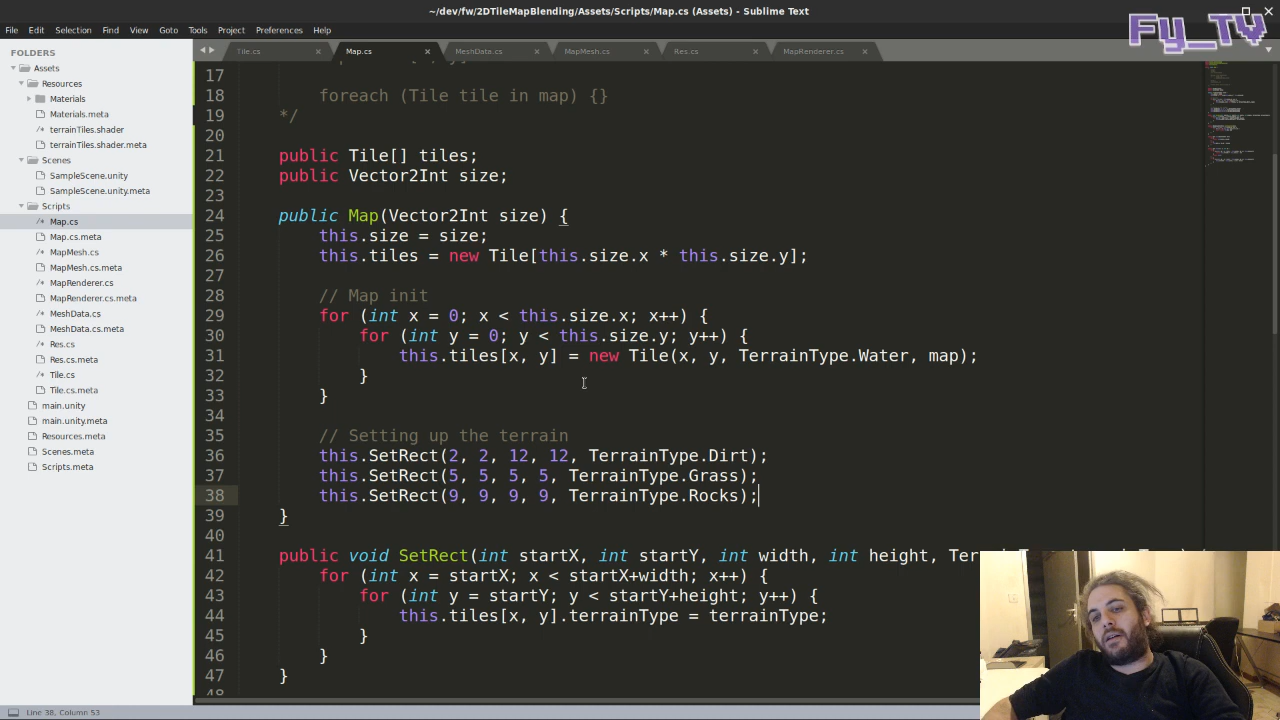 ~/dev/fw/2DTileMapBlending/Assets/Scripts/Map.cs (Assets) - Sublime Text
File Edit Selection Find View Goto Tools Project Preferences Help
Fy_TV
FOLDERS
Assets
Resources
Materials
Materials.meta
terrainTiles.shader
terrainTiles.shader.meta
Scenes
SampleScene.unity
SampleScene.unity.meta
Scripts
Map.cs
Map.cs.meta
MapMesh.cs
MapMesh.cs.meta
MapRenderer.cs
MapRenderer.cs.meta
MeshData.cs
MeshData.cs.meta
Res.cs
Res.cs.meta
Tile.cs
Tile.cs.meta
main.unity
main.unity.meta
Resources.meta
Scenes.meta
Scripts.meta
Tile.cs Map.cs MeshData.cs MapMesh.cs Res.cs MapRenderer.cs
17
18 foreach (Tile tile in map) {}
19 */
20
21 public Tile[] tiles;
22 public Vector2Int size;
23
24 public Map(Vector2Int size) {
25 this.size = size;
26 this.tiles = new Tile[this.size.x * this.size.y];
27
28 // Map init
29 for (int x = 0; x < this.size.x; x++) {
30 for (int y = 0; y < this.size.y; y++) {
31 this.tiles[x, y] = new Tile(x, y, TerrainType.Water, map);
32 }
33 }
34
35 // Setting up the terrain
36 this.SetRect(2, 2, 12, 12, TerrainType.Dirt);
37 this.SetRect(5, 5, 5, 5, TerrainType.Grass);
38 this.SetRect(9, 9, 9, 9, TerrainType.Rocks);
39 }
40
41 public void SetRect(int startX, int startY, int width, int height,
42 for (int x = startX; x < startX+width; x++) {
43 for (int y = startY; y < startY+height; y++) {
44 this.tiles[x, y].terrainType = terrainType;
45 }
46 }
47 }
Line 38, Column 53